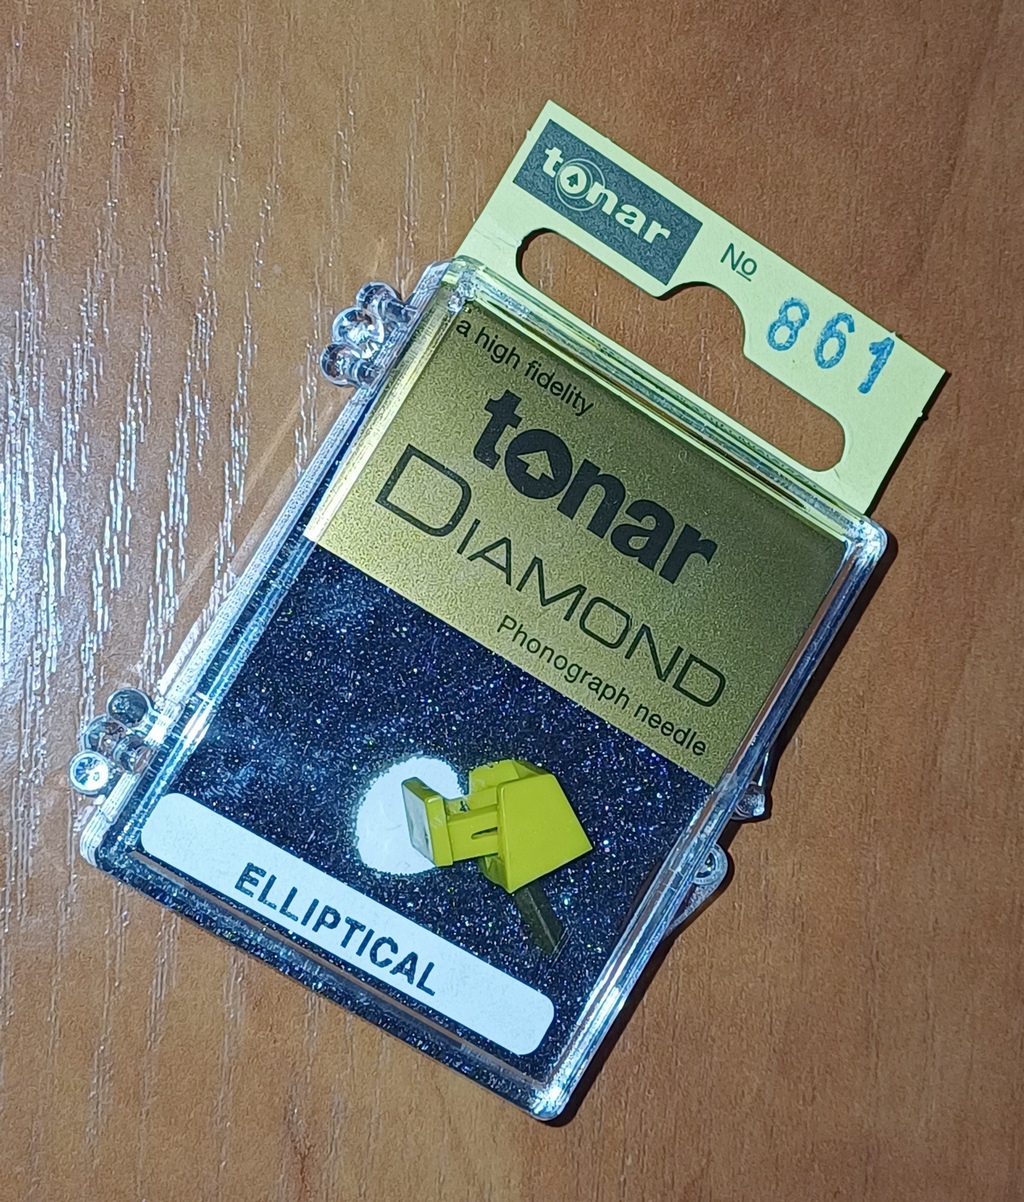 tonar
No
861
a high fidelity
tonar
DIAMOND
Phonograph needle
ELLIPTICAL